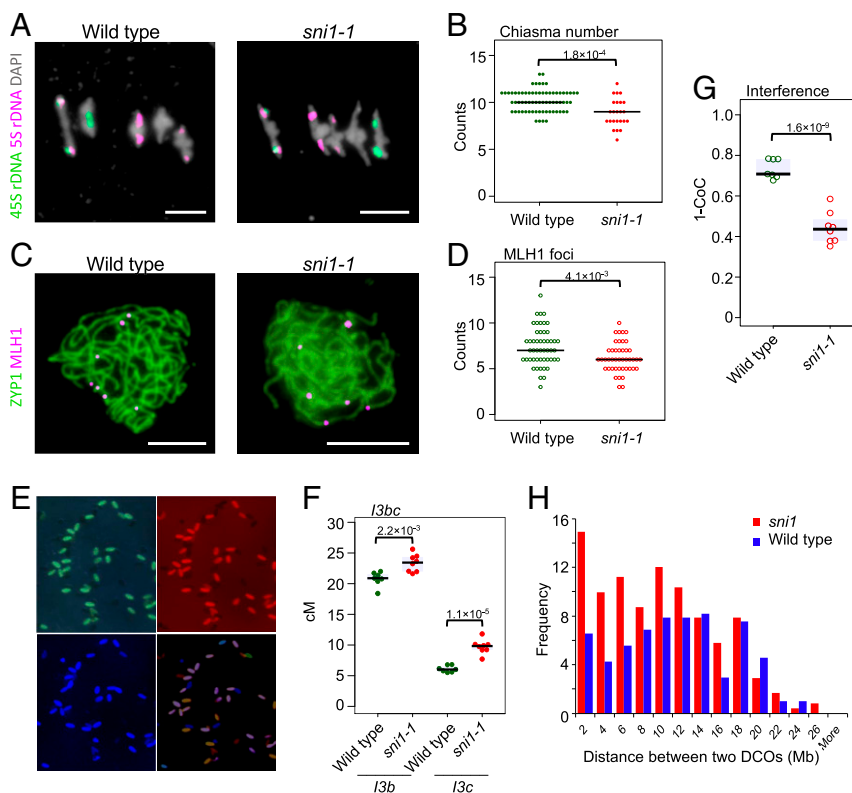 A
Wild type
sni1-1
45S rDNA 5S rDNA DAPI
B
Chiasma number
1.8×10⁻⁴
15
10
5
0
Counts
Wild type
sni1-1
C
Wild type
sni1-1
ZYP1 MLH1
D
MLH1 foci
4.1×10⁻³
15
10
5
0
Counts
Wild type
sni1-1
G
Interference
1.6×10⁻⁹
1.0
0.8
0.6
0.4
0.2
0
1-CoC
Wild type
sni1-1
E
F
I3bc
2.2×10⁻³
1.1×10⁻⁵
30
25
20
15
10
5
0
cM
Wild type
sni1-1
Wild type
sni1-1
I3b
I3c
H
sni1
Wild type
16
12
8
4
0
Frequency
2 4 6 8 10 12 14 16 18 20 22 24 26 More
Distance between two DCOs (Mb)